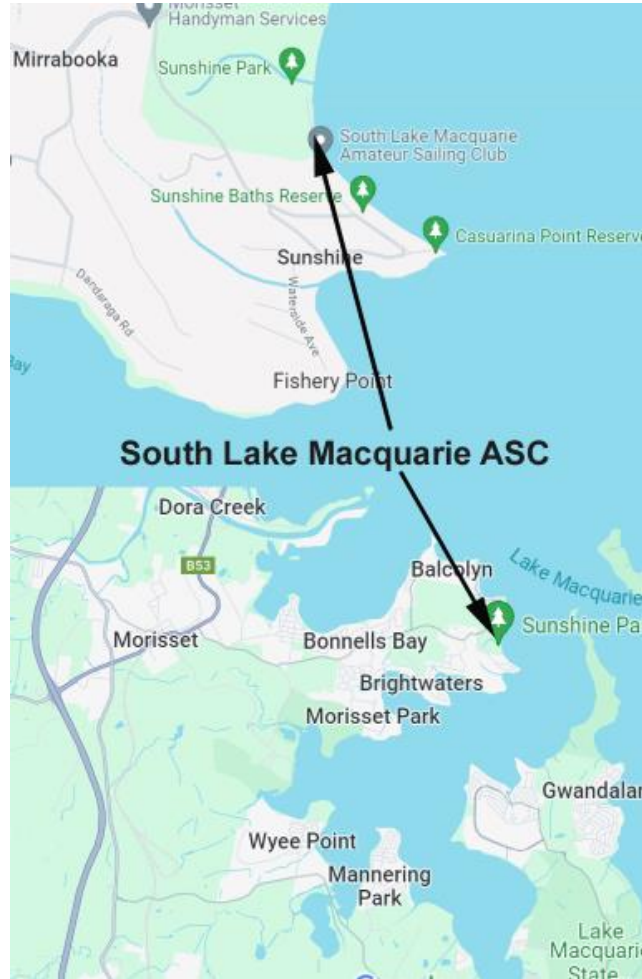 Morisset
Handyman Services
Mirrabooka
Sunshine Park
South Lake Macquarie
Amateur Sailing Club
Sunshine Baths Reserve
Casuarina Point Reserve
Sunshine
Dandaraga Rd
Waterside Ave
Bay
Fishery Point
South Lake Macquarie ASC
Dora Creek
B53
Balcolyn
Lake Macquarie
Sunshine Pa
Morisset
Bonnells Bay
Brightwaters
Morisset Park
Gwandalan
Wyee Point
Mannering
Park
Lake
Macquarie
State